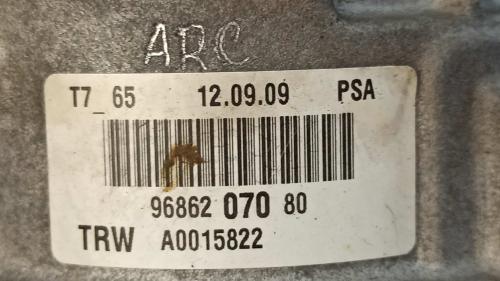 ARC
T7_65 12.09.09 PSA
96862 070 80
TRW A0015822